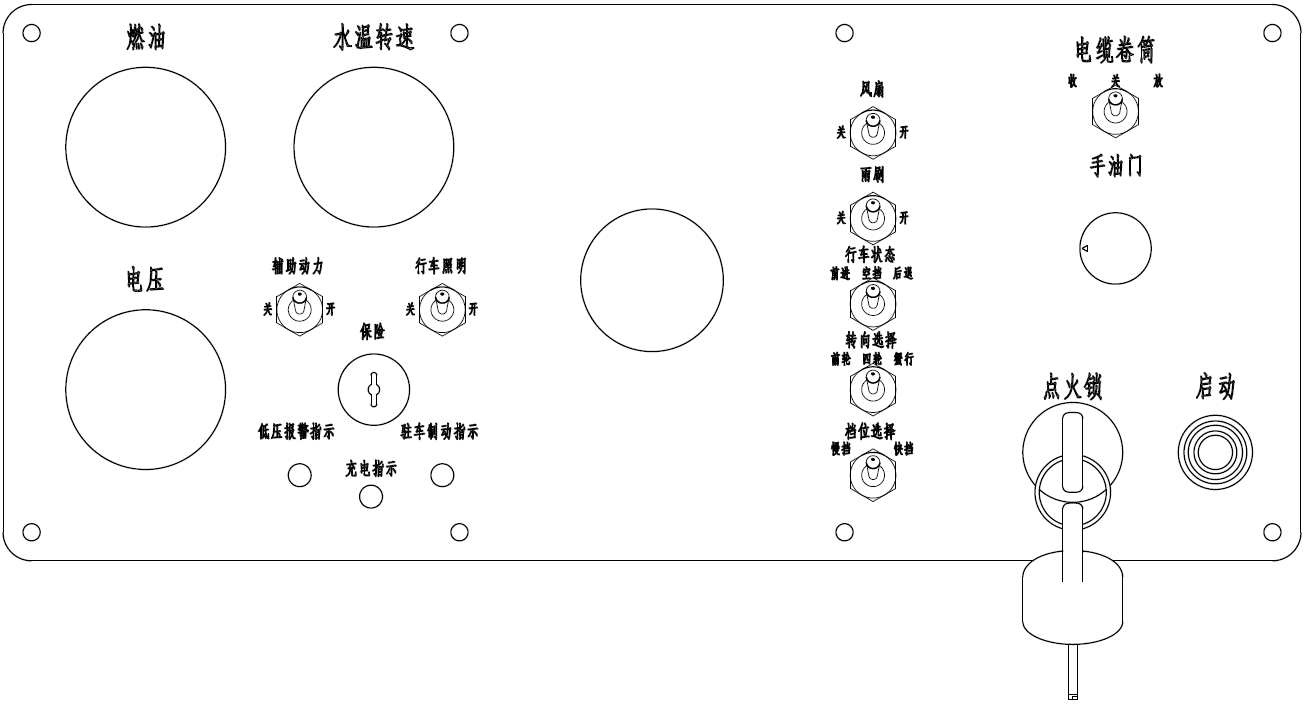 燃油
水温转速
电压
辅助动力
关 开
行车照明
关 开
保险
低压报警指示
驻车制动指示
充电指示
风扇
关 开
雨刷
关 开
行车状态
前进 空挡 后退
转向选择
前轮 四轮 蟹行
档位选择
慢挡 快挡
电缆卷筒
收 关 放
手油门
点火锁
启动